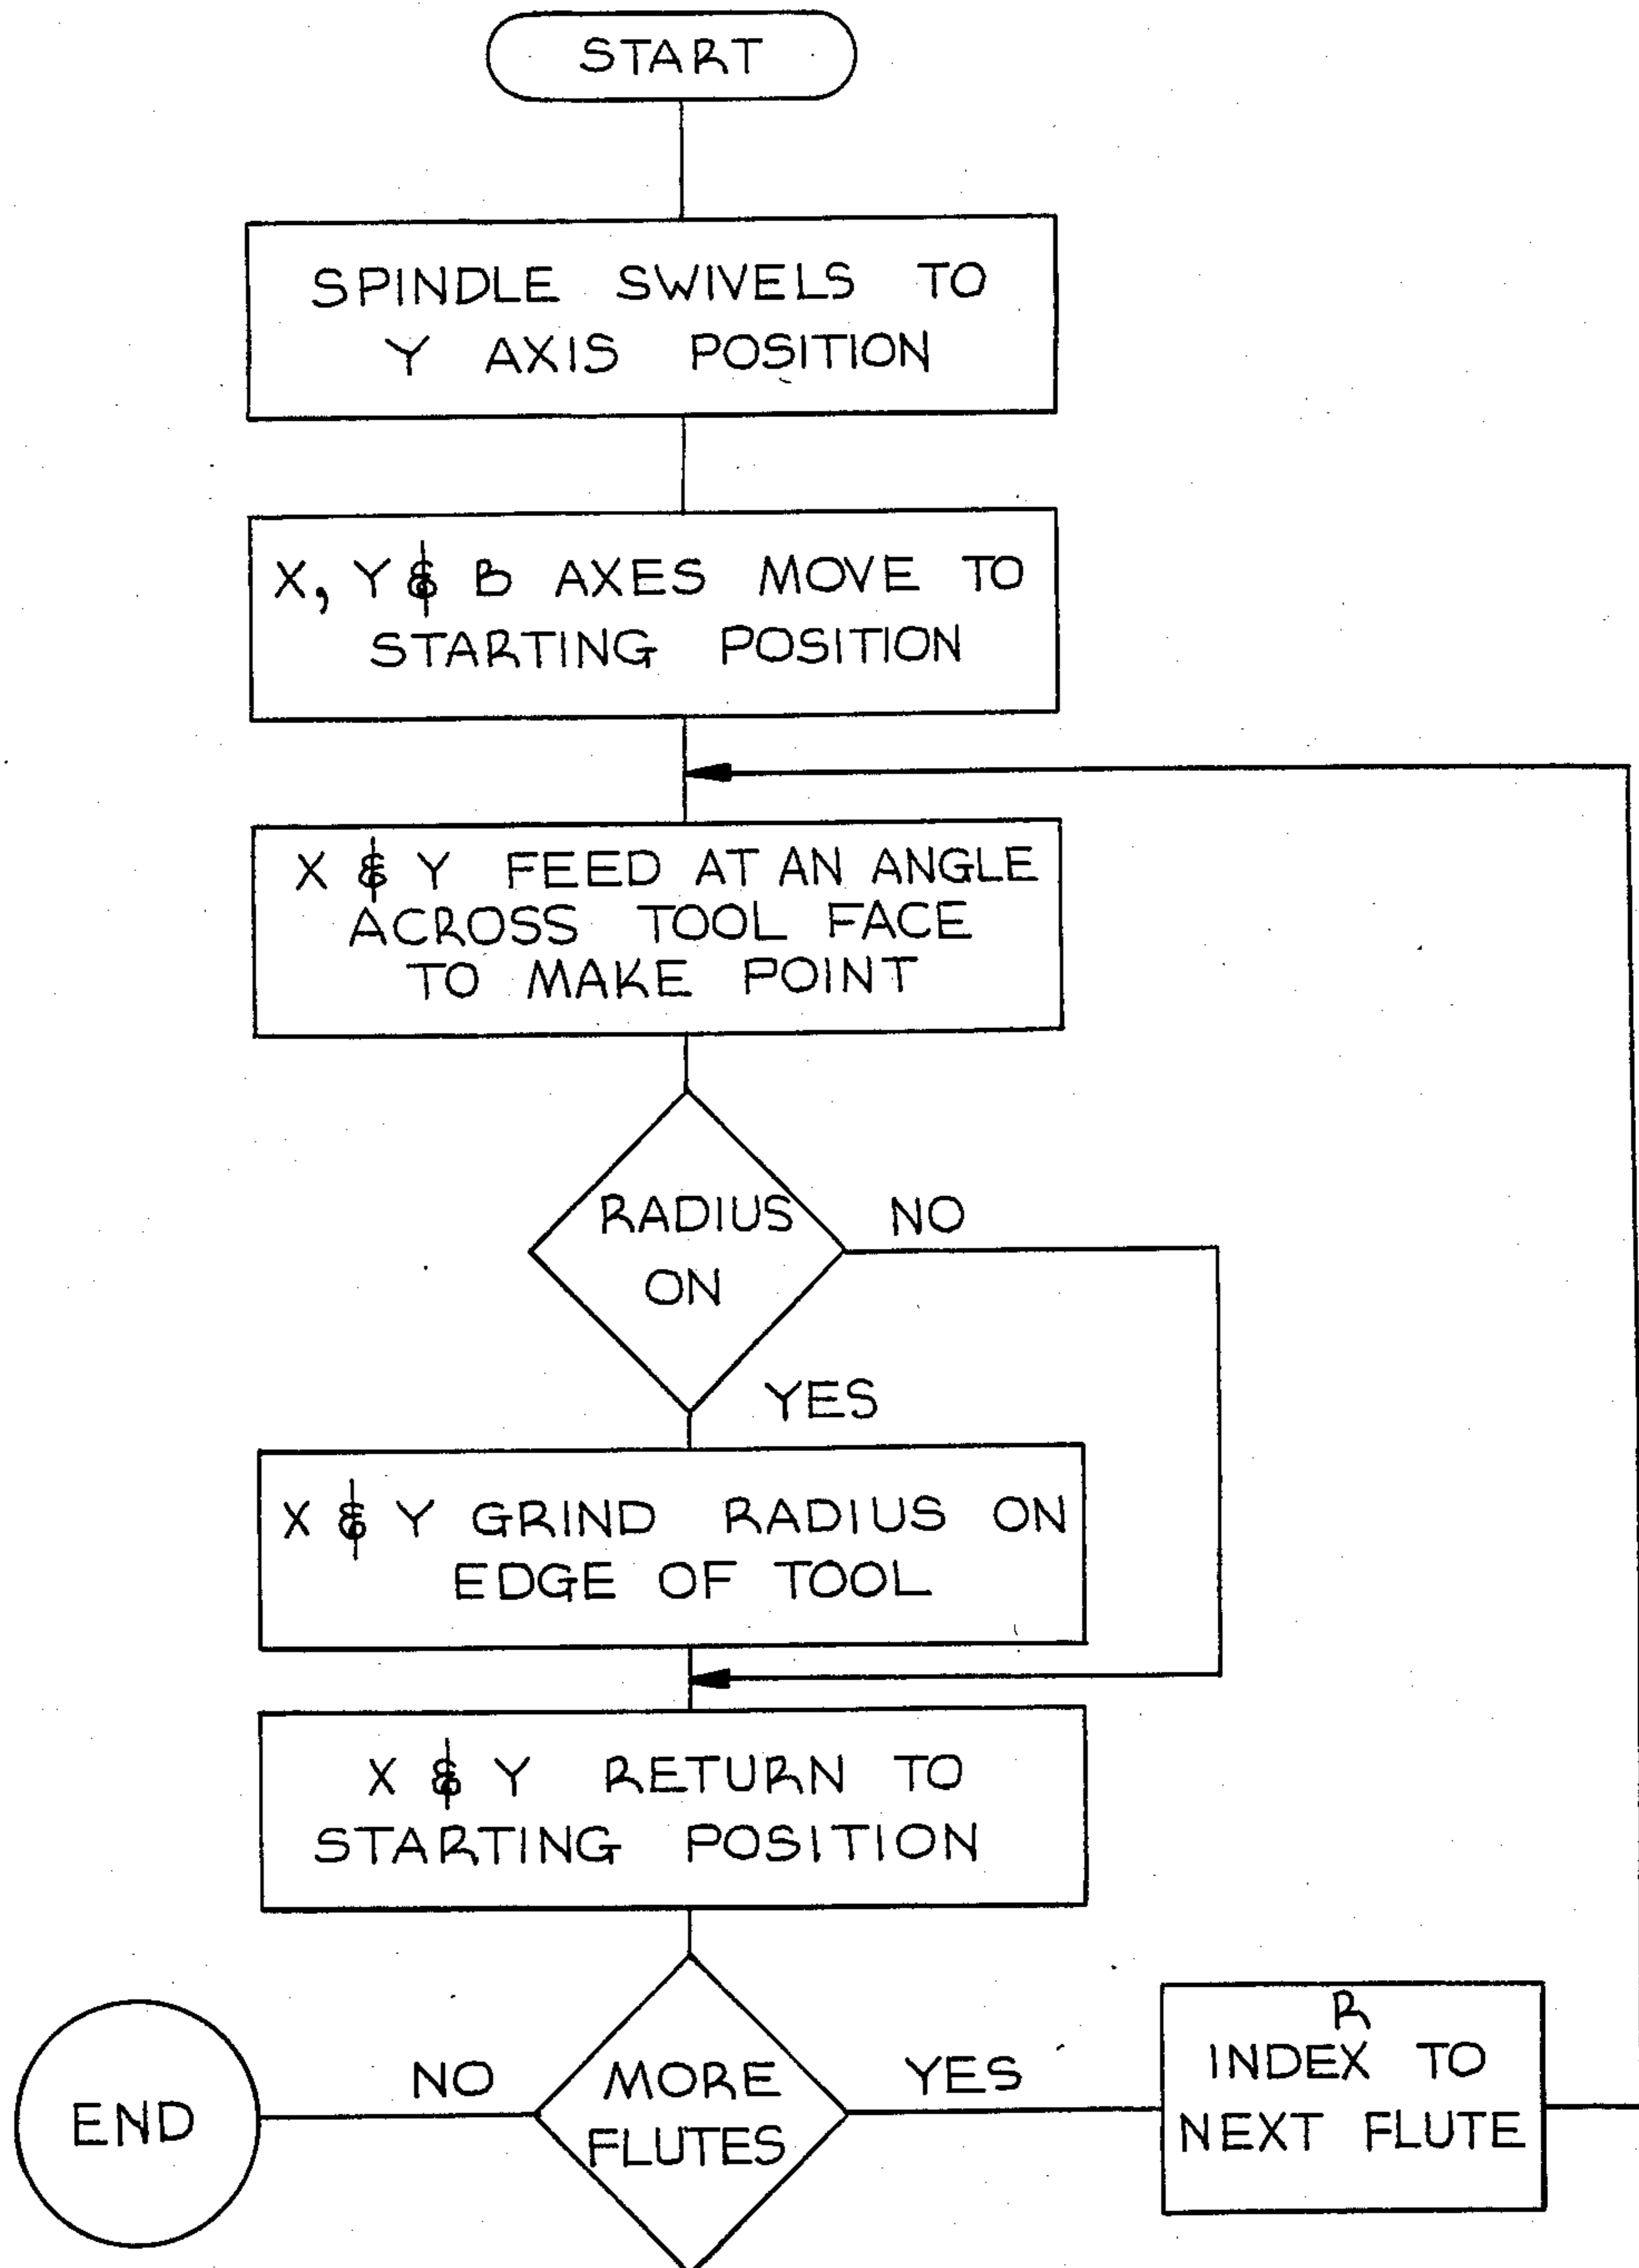 START
SPINDLE SWIVELS TO
Y AXIS POSITION
X, Y & B AXES MOVE TO
STARTING POSITION
X & Y FEED AT AN ANGLE
ACROSS TOOL FACE
TO MAKE POINT
RADIUS
ON
NO
YES
X & Y GRIND RADIUS ON
EDGE OF TOOL
X & Y RETURN TO
STARTING POSITION
MORE
FLUTES
NO
END
YES
R
INDEX TO
NEXT FLUTE